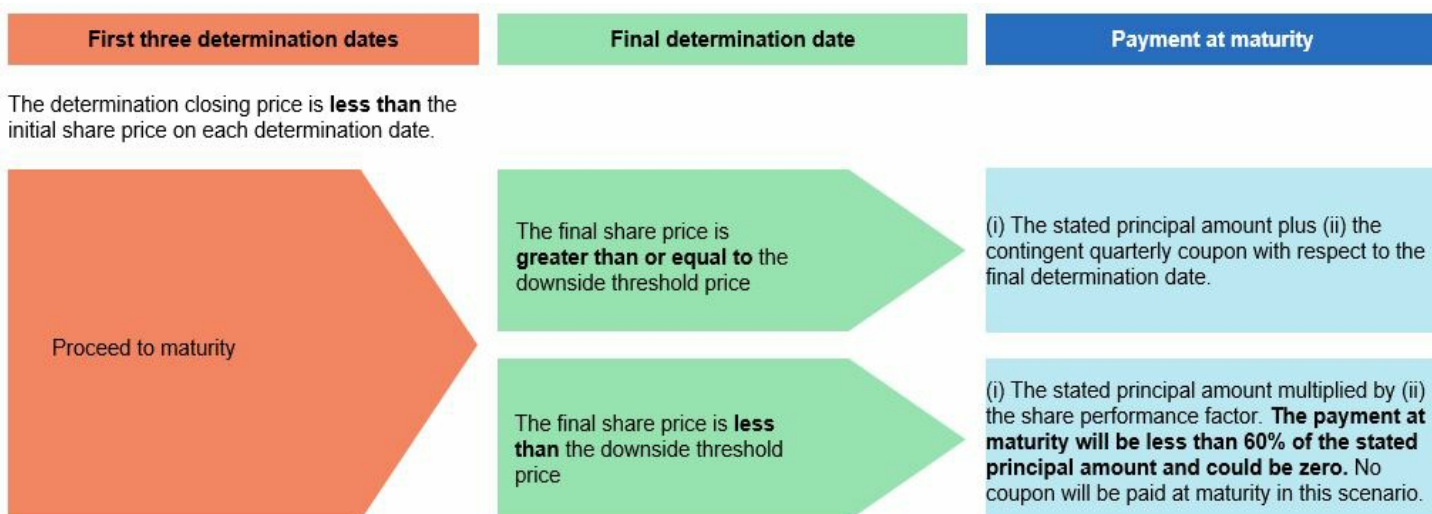 First three determination dates
Final determination date
Payment at maturity
The determination closing price is less than the
initial share price on each determination date.
Proceed to maturity
The final share price is
greater than or equal to the
downside threshold price
(i) The stated principal amount plus (ii) the
contingent quarterly coupon with respect to the
final determination date.
The final share price is less
than the downside threshold
price
(i) The stated principal amount multiplied by (ii)
the share performance factor. The payment at
maturity will be less than 60% of the stated
principal amount and could be zero. No
coupon will be paid at maturity in this scenario.